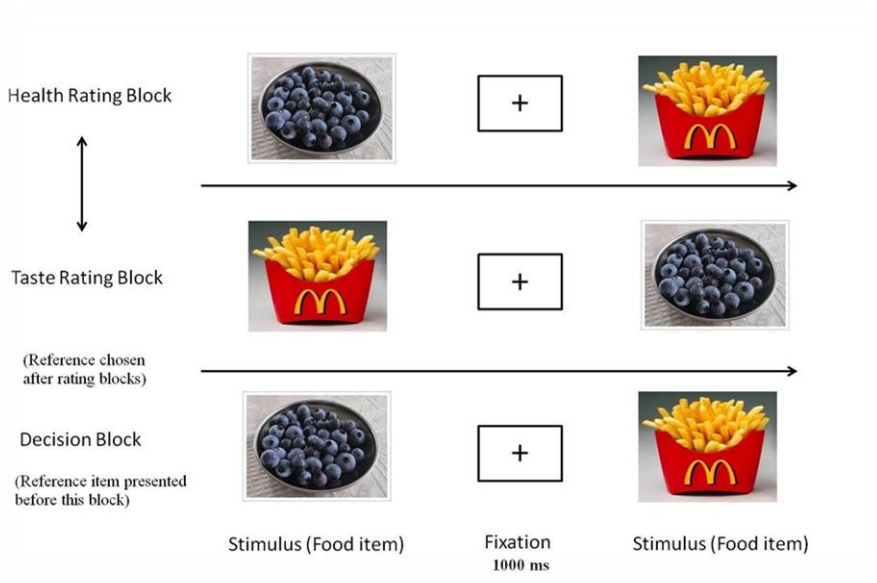 Health Rating Block
Taste Rating Block
(Reference chosen
after rating blocks)
Decision Block
(Reference item presented
before this block)
Stimulus (Food item)
Fixation
1000 ms
Stimulus (Food item)